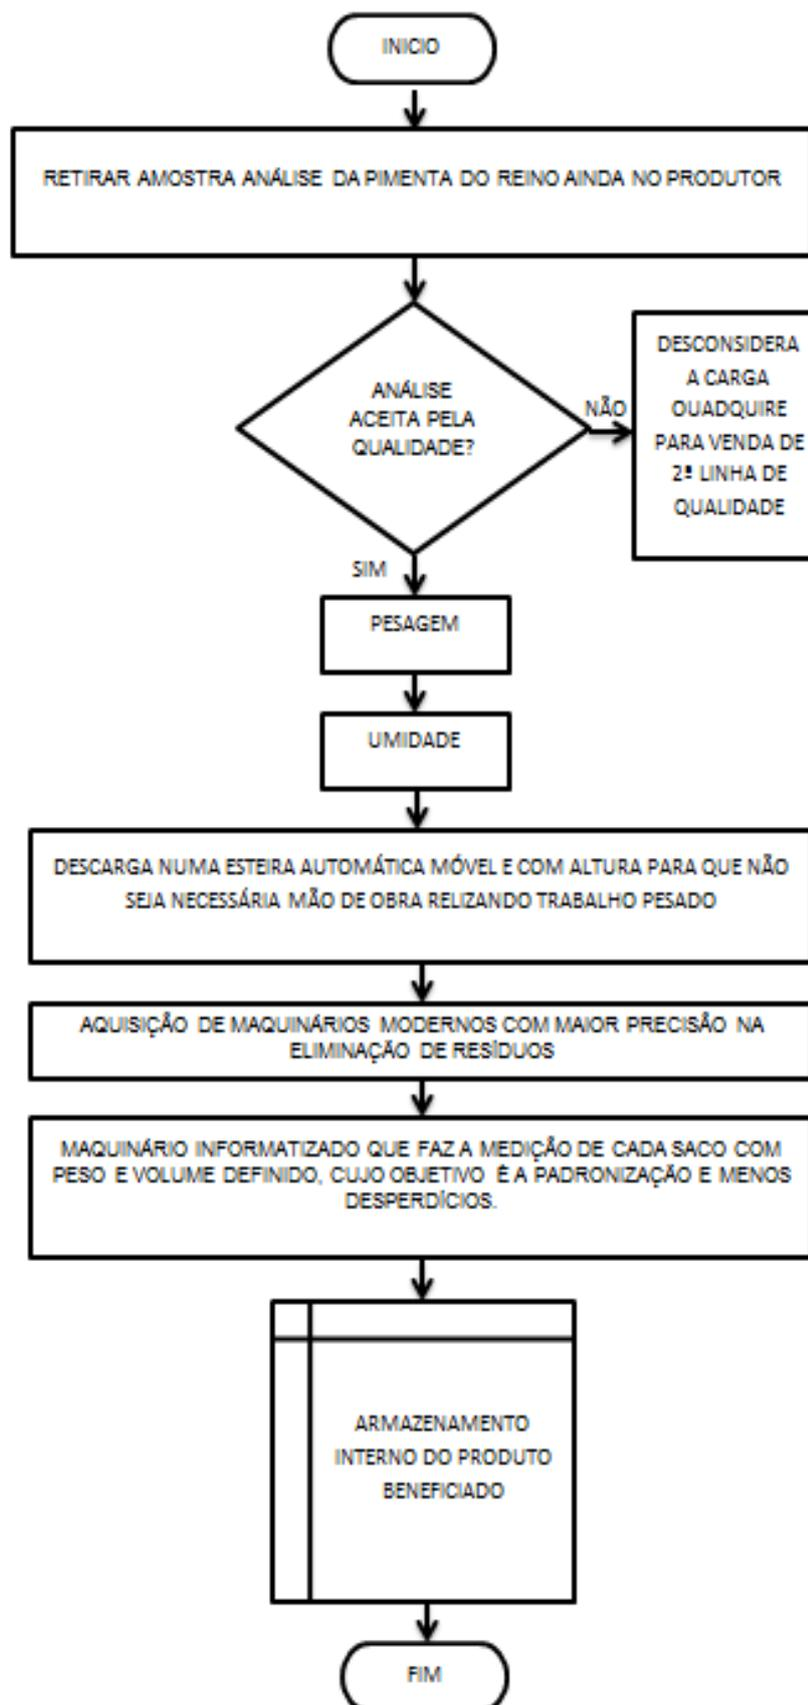 INICIO
RETIRAR AMOSTRA ANÁLISE DA PIMENTA DO REINO AINDA NO PRODUTOR
ANÁLISE
ACEITA PELA
QUALIDADE?
NÃO
DESCONSIDERA
A CARGA
OUADQUIRE
PARA VENDA DE
2ª LINHA DE
QUALIDADE
SIM
PESAGEM
UMIDADE
DESCARGA NUMA ESTEIRA AUTOMÁTICA MÓVEL E COM ALTURA PARA QUE NÃO
SEJA NECESSÁRIA MÃO DE OBRA RELIZANDO TRABALHO PESADO
AQUISIÇÃO DE MAQUINÁRIOS MODERNOS COM MAIOR PRECISÃO NA
ELIMINAÇÃO DE RESÍDUOS
MAQUINÁRIO INFORMATIZADO QUE FAZ A MEDIÇÃO DE CADA SACO COM
PESO E VOLUME DEFINIDO, CUJO OBJETIVO É A PADRONIZAÇÃO E MENOS
DESPERDÍCIOS.
ARMAZENAMENTO
INTERNO DO PRODUTO
BENEFICIADO
FIM